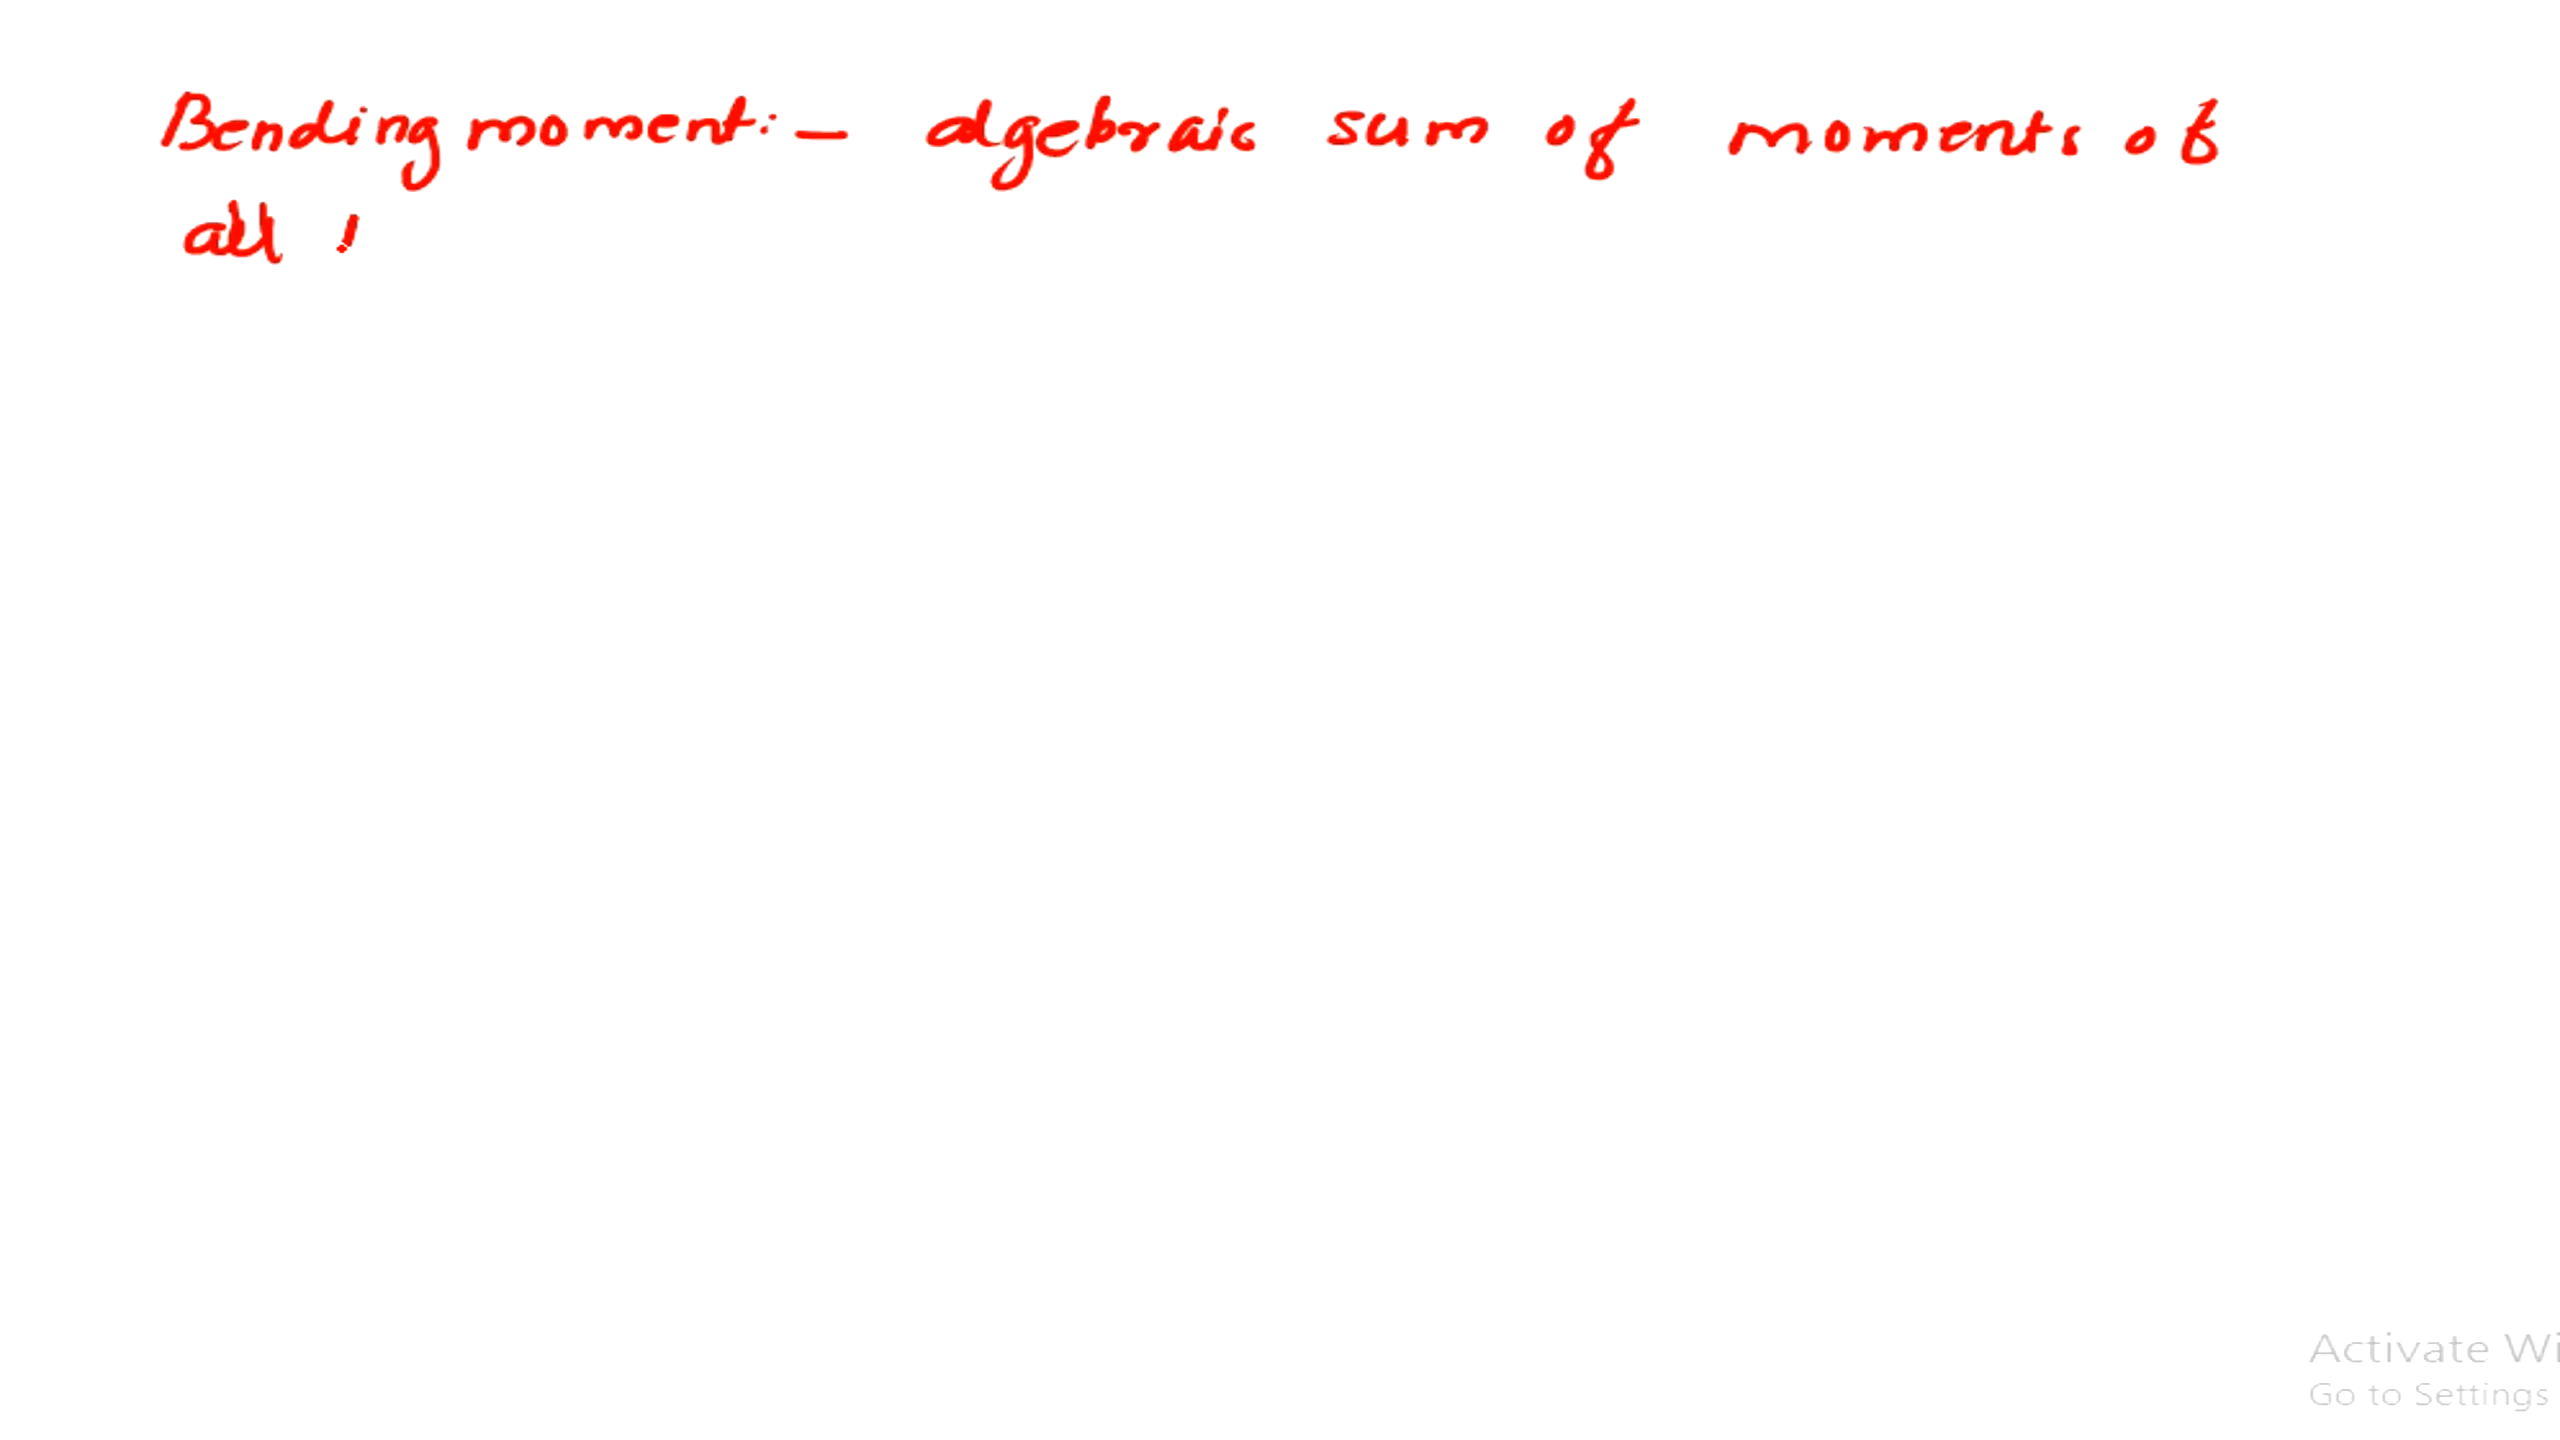 Bending moment:- algebraic sum of moments of
all
Activate Wi
Go to Settings